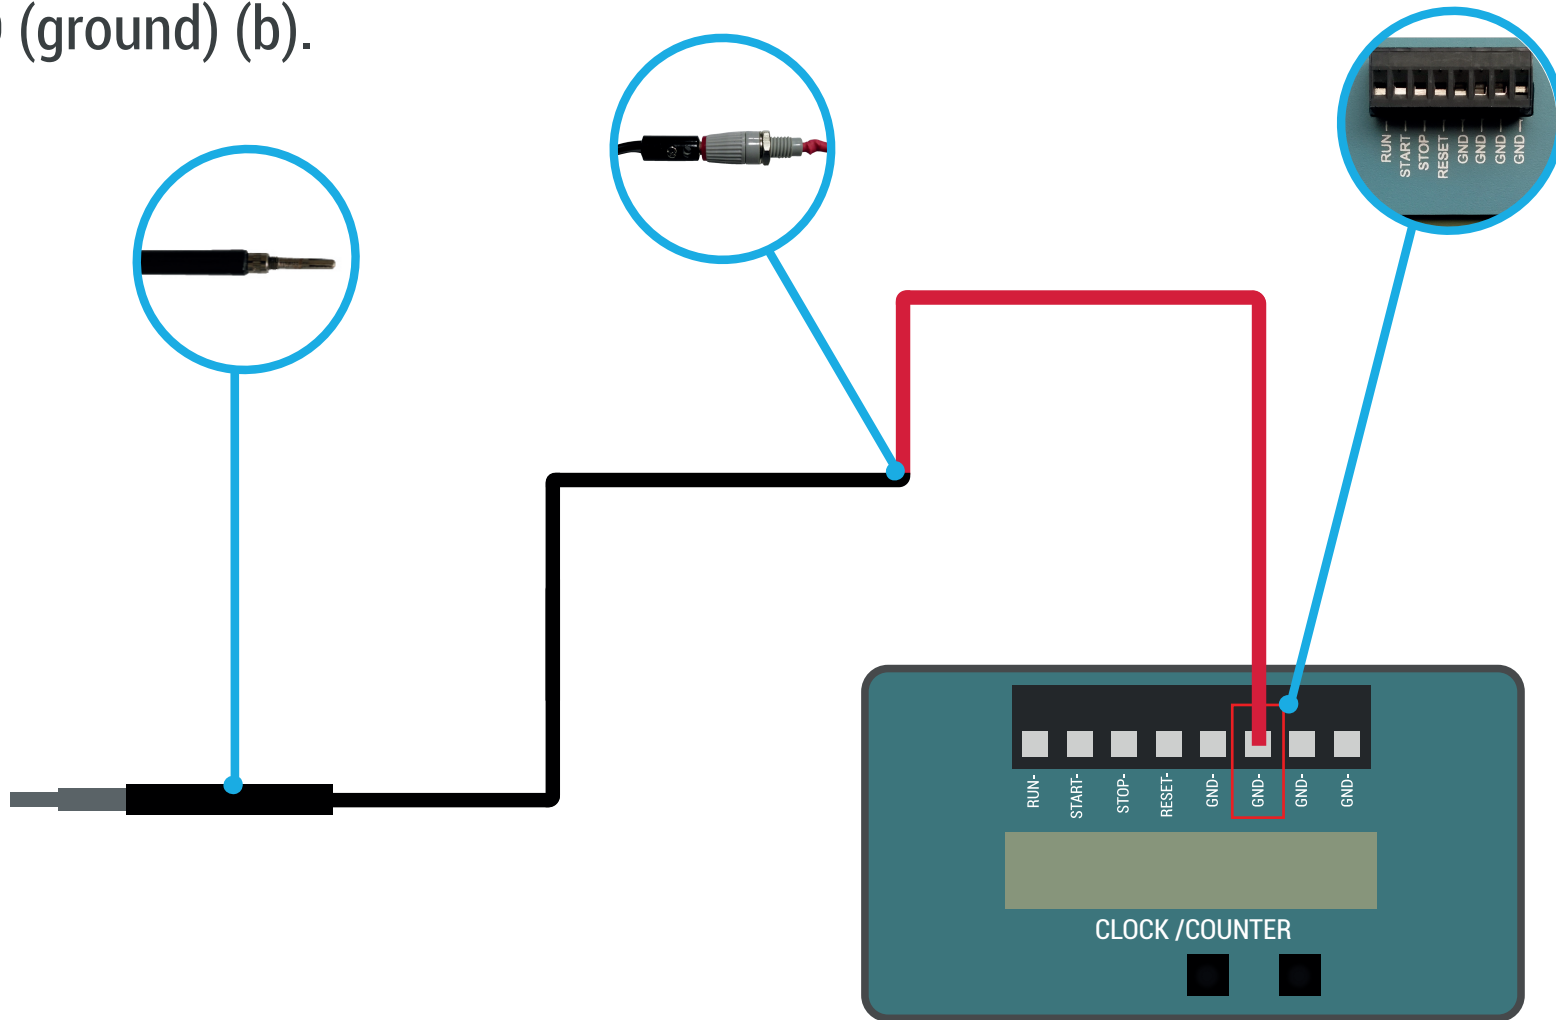 (ground) (b).
RUN
START
STOP
RESET
GND
GND
GND
GND
RUN-
START-
STOP-
RESET-
GND-
GND-
GND-
GND-
CLOCK /COUNTER